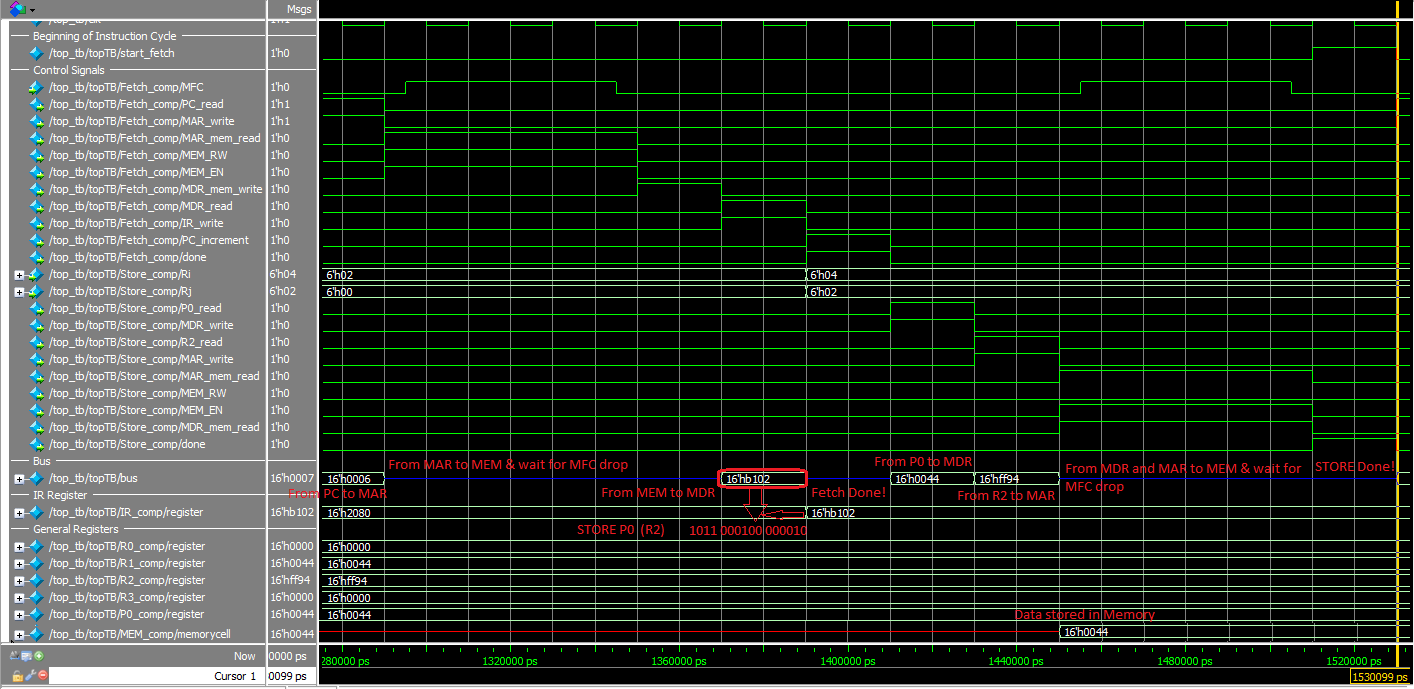 Msgs
/top_tb/clk 1'h1
Beginning of Instruction Cycle
/top_tb/topTB/start_fetch 1'h0
Control Signals
/top_tb/topTB/Fetch_comp/MFC 1'h0
/top_tb/topTB/Fetch_comp/PC_read 1'h1
/top_tb/topTB/Fetch_comp/MAR_write 1'h1
/top_tb/topTB/Fetch_comp/MAR_mem_read 1'h0
/top_tb/topTB/Fetch_comp/MEM_RW 1'h0
/top_tb/topTB/Fetch_comp/MEM_EN 1'h0
/top_tb/topTB/Fetch_comp/MDR_mem_write 1'h0
/top_tb/topTB/Fetch_comp/MDR_read 1'h0
/top_tb/topTB/Fetch_comp/IR_write 1'h0
/top_tb/topTB/Fetch_comp/PC_increment 1'h0
/top_tb/topTB/Fetch_comp/done 1'h0
/top_tb/topTB/Store_comp/Ri 6'h04 6'h02 6'h04
/top_tb/topTB/Store_comp/Rj 6'h02 6'h00 6'h02
/top_tb/topTB/Store_comp/P0_read 1'h0
/top_tb/topTB/Store_comp/MDR_write 1'h0
/top_tb/topTB/Store_comp/R2_read 1'h0
/top_tb/topTB/Store_comp/MAR_write 1'h0
/top_tb/topTB/Store_comp/MAR_mem_read 1'h0
/top_tb/topTB/Store_comp/MEM_RW 1'h0
/top_tb/topTB/Store_comp/MEM_EN 1'h0
/top_tb/topTB/Store_comp/MDR_mem_read 1'h0
/top_tb/topTB/Store_comp/done 1'h0
Bus
From MAR to MEM & wait for MFC drop
From P0 to MDR
From MDR and MAR to MEM & wait for
MFC drop
STORE Done!
/top_tb/topTB/bus 16'h0007 16'h0006 16'hb102 16'h0044 16'hff94
IR Register
From PC to MAR
From MEM to MDR
Fetch Done!
From R2 to MAR
/top_tb/topTB/IR_comp/register 16'hb102 16'h2080 16'hb102
General Registers
STORE P0 (R2) 1011 000100 000010
/top_tb/topTB/R0_comp/register 16'h0000 16'h0000
/top_tb/topTB/R1_comp/register 16'h0044 16'h0044
/top_tb/topTB/R2_comp/register 16'hff94 16'hff94
/top_tb/topTB/R3_comp/register 16'h0000 16'h0000
/top_tb/topTB/P0_comp/register 16'h0044 16'h0044
Data stored in Memory
/top_tb/topTB/MEM_comp/memorycell 16'h0044 16'h0044
Now 0000 ps
280000 ps 1320000 ps 1360000 ps 1400000 ps 1440000 ps 1480000 ps 1520000 ps
Cursor 1 0099 ps 1530099 ps